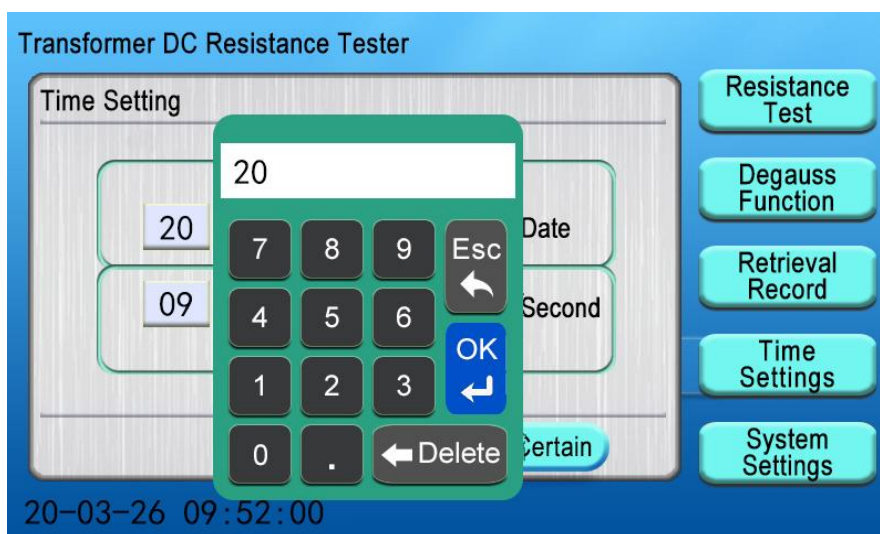 Transformer DC Resistance Tester
Time Setting
20
20
Date
09
Second
7 8 9 Esc
4 5 6
OK
1 2 3
0 . Delete
20-03-26 09:52:00
Resistance
Test
Degauss
Function
Retrieval
Record
Time
Settings
System
Settings